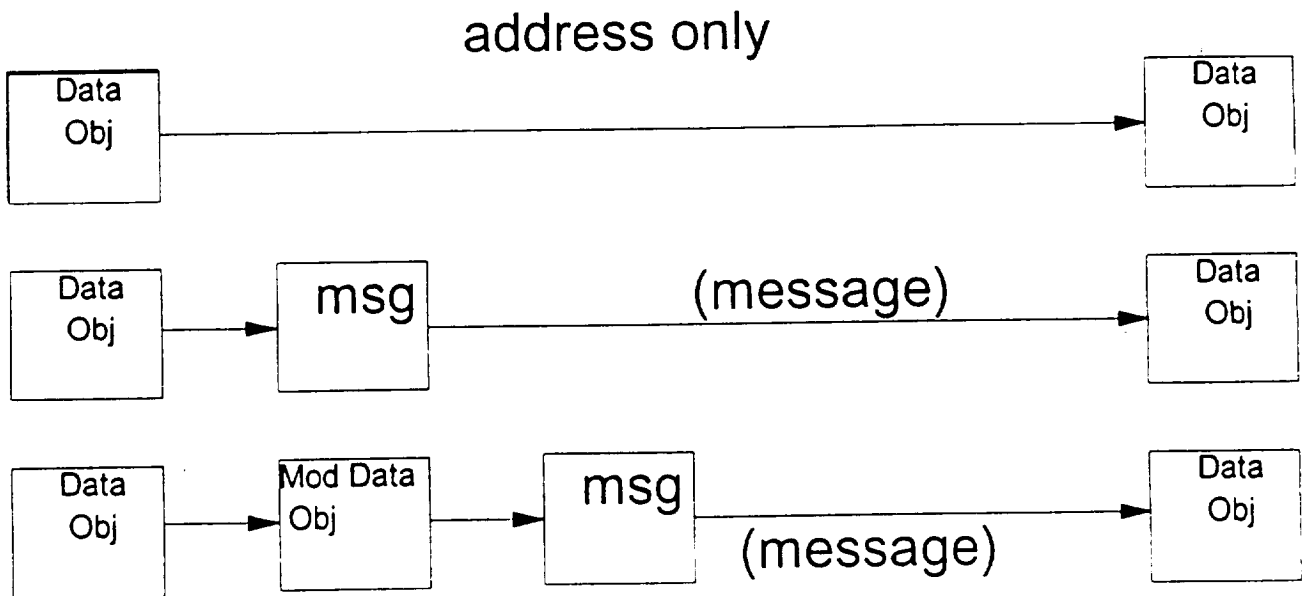 address only
Data
Obj
Data
Obj
Data
Obj
msg
(message)
Data
Obj
Data
Obj
Mod Data
Obj
msg
(message)
Data
Obj